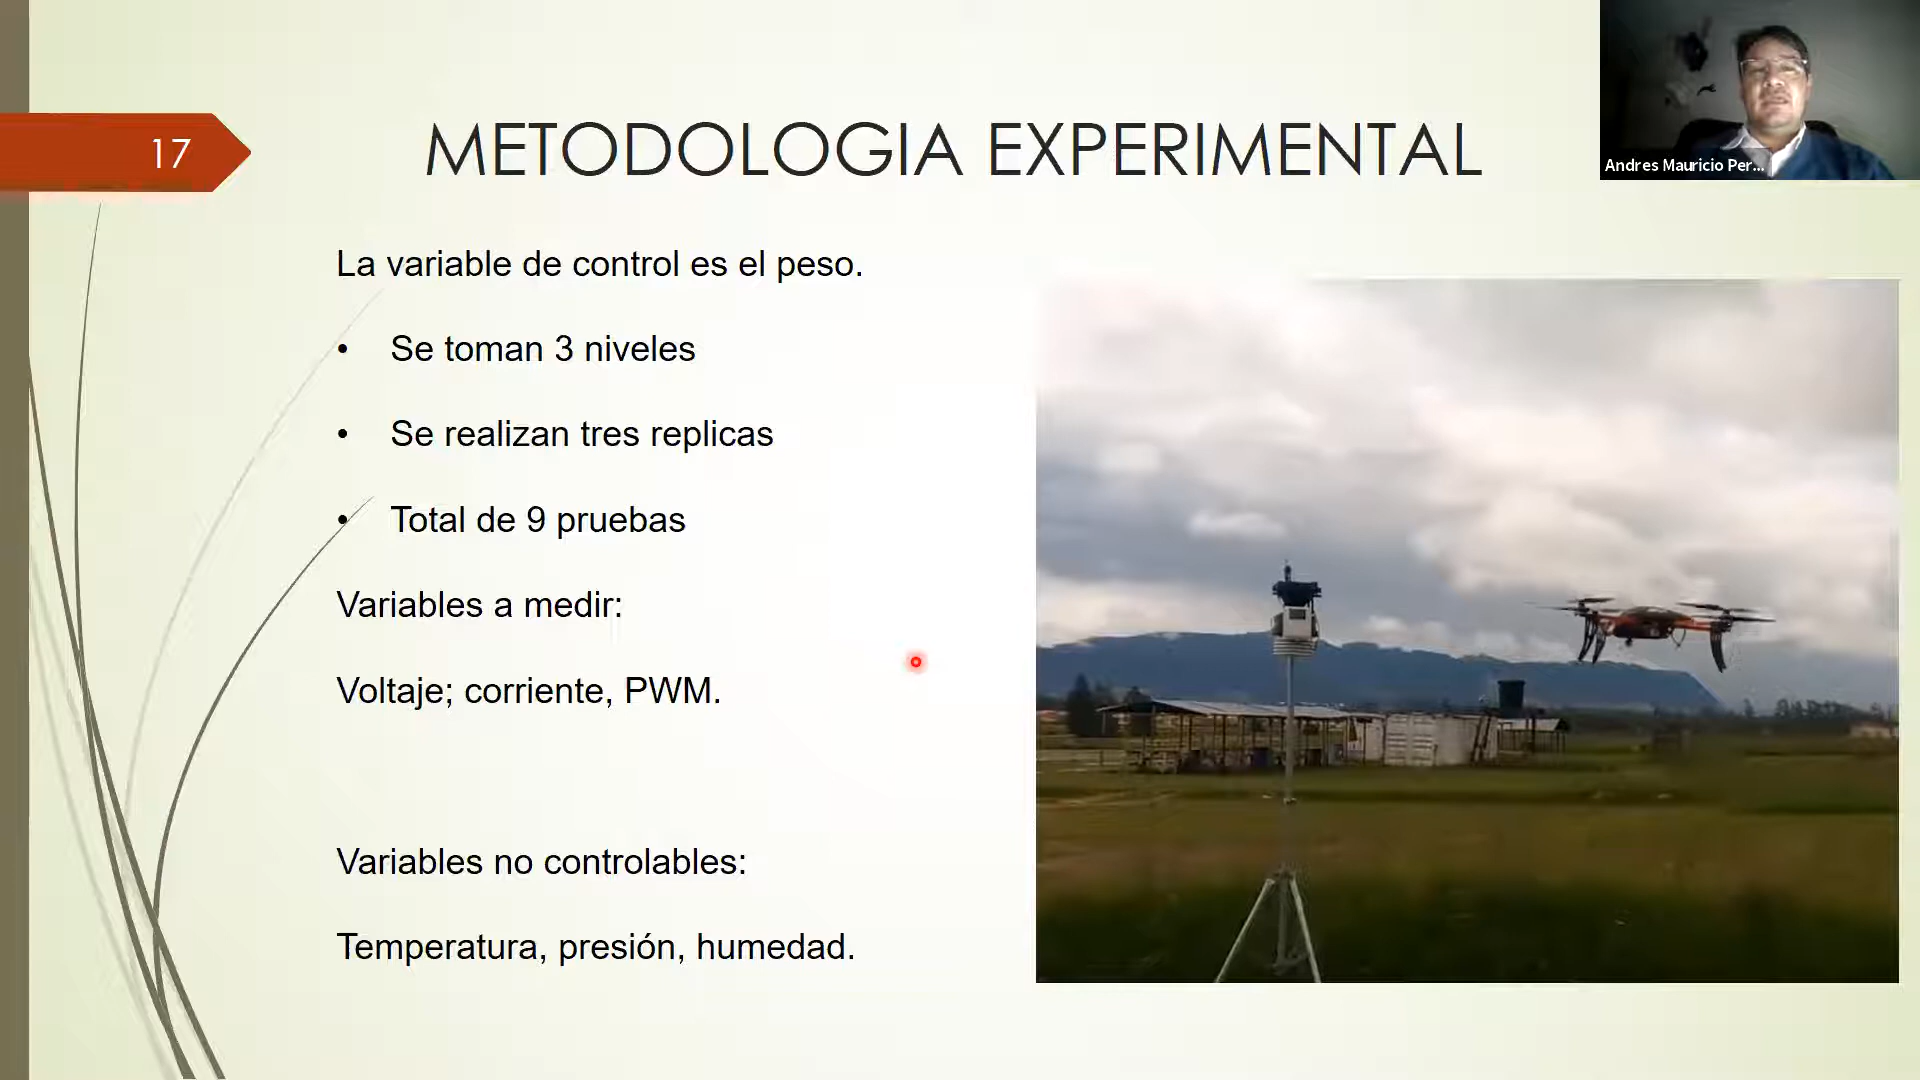 17
METODOLOGIA EXPERIMENTAL
Andres Mauricio Per...
La variable de control es el peso.
• Se toman 3 niveles
• Se realizan tres replicas
• Total de 9 pruebas
Variables a medir:
Voltaje; corriente, PWM.
Variables no controlables:
Temperatura, presión, humedad.